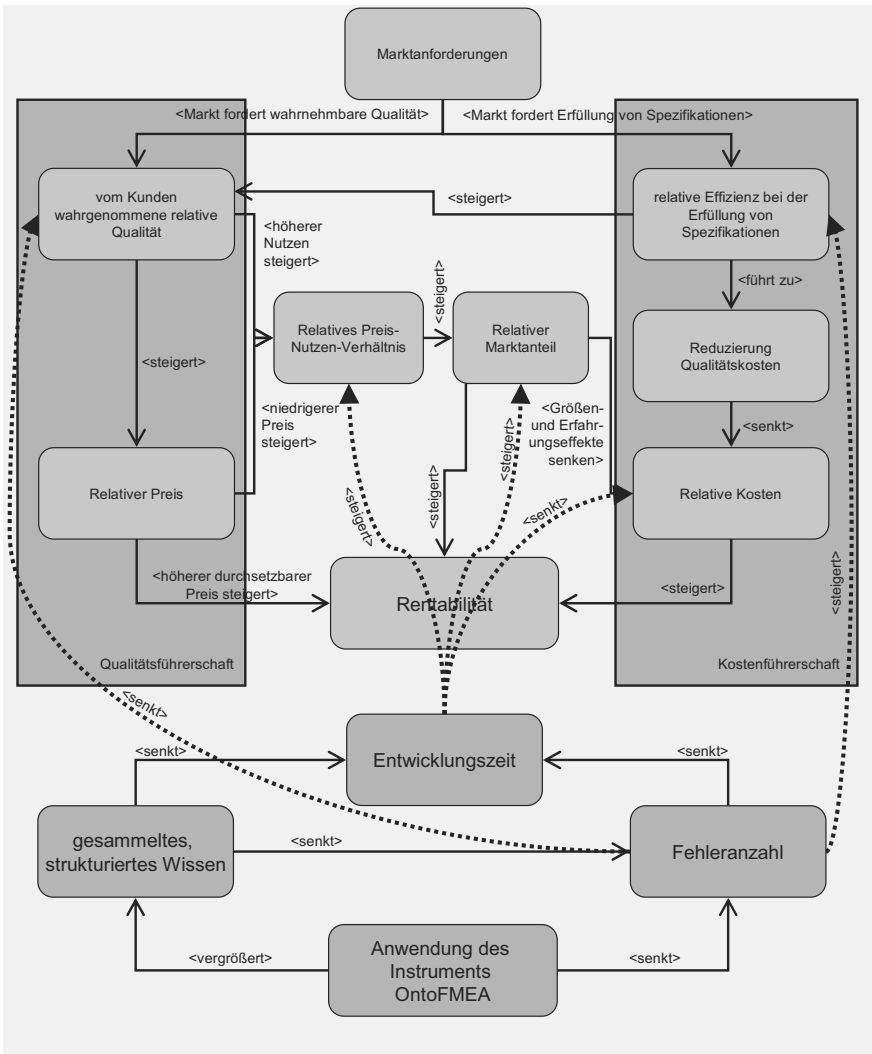 Marktanforderungen
<Markt fordert wahrnehmbare Qualität>
<Markt fordert Erfüllung von Spezifikationen>
vom Kunden
wahrgenommene relative
Qualität
<steigert>
relative Effizienz bei der
Erfüllung von
Spezifikationen
<höherer
Nutzen
steigert>
<führt zu>
<steigert>
Relatives Preis-
Nutzen-Verhältnis
<steigert>
Relativer
Marktanteil
Reduzierung
Qualitätskosten
<niedrigerer
Preis
steigert>
<steigert>
<Größen-
und Erfahr-
ungseffekte
senken>
<senkt>
Relativer Preis
<steigert>
<steigert>
<senkt>
Relative Kosten
<höherer durchsetzbarer
Preis steigert>
Rentabilität
<steigert>
<steigert>
Qualitätsführerschaft
Kostenführerschaft
<senkt>
<senkt>
Entwicklungszeit
<senkt>
gesammeltes,
strukturiertes Wissen
<senkt>
Fehleranzahl
<vergrößert>
Anwendung des
Instruments
OntoFMEA
<senkt>